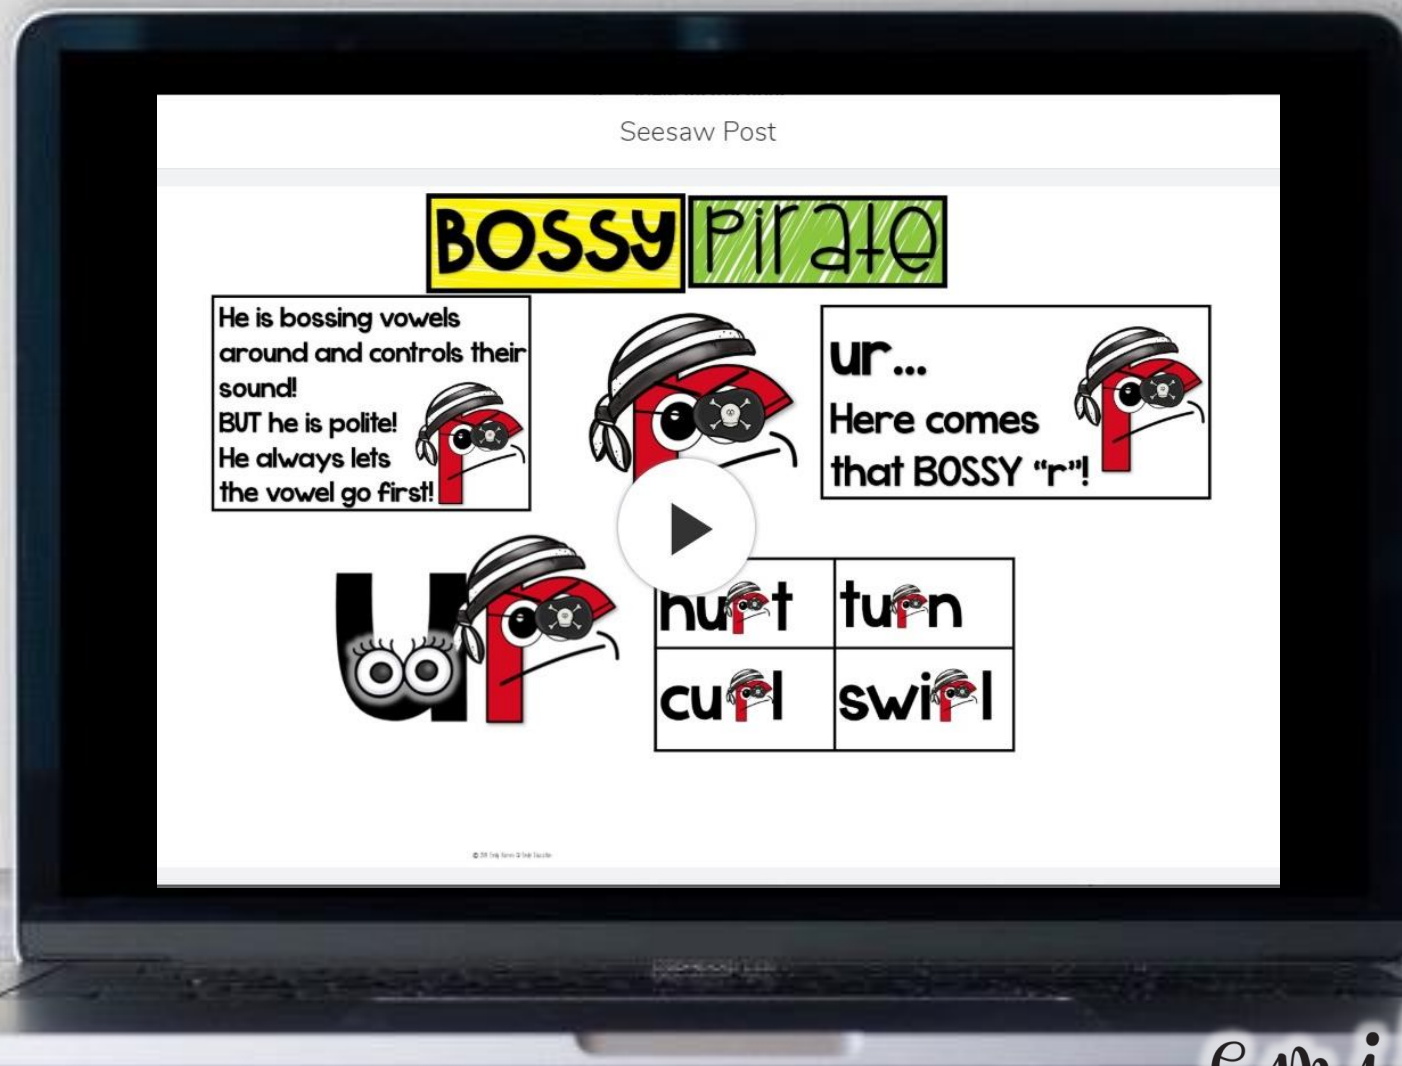 Seesaw Post
BOSSY pirate
He is bossing vowels
around and controls their
sound!
BUT he is polite!
He always lets
the vowel go first!
ur...
Here comes
that BOSSY “r”!
ur
hurt turn
curl swirl